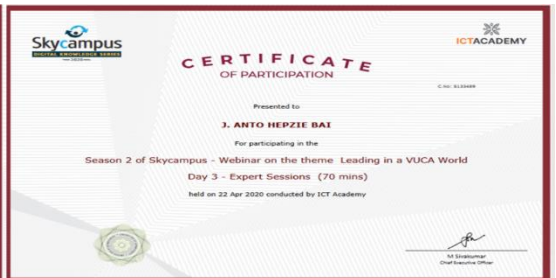 Skycampus
DIGITAL KNOWLEDGE SERIES
ICTACADEMY
CERTIFICATE
OF PARTICIPATION
Presented to
J. ANTO HEPZIE BAI
For participating in the
Season 2 of Skycampus - Webinar on the theme Leading in a VUCA World
Day 3 - Expert Sessions (70 mins)
held on 22 Apr 2020 conducted by ICT Academy
M Sivakumar
Chief Executive Officer